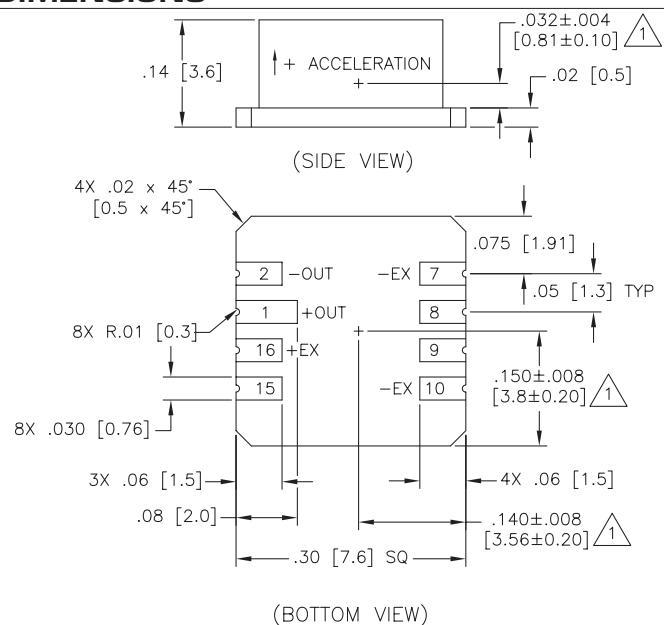 DIMENSIONS
.032±.004
[0.81±0.10] 1
.14 [3.6]
+ ACCELERATION
.02 [0.5]
(SIDE VIEW)
4X .02 x 45°
[0.5 x 45°]
.075 [1.91]
2 -OUT
-EX 7
.05 [1.3] TYP
1 +OUT
8
8X R.01 [0.3]
16 +EX
9
.150±.008
[3.8±0.20] 1
15
-EX 10
8X .030 [0.76]
3X .06 [1.5]
4X .06 [1.5]
.08 [2.0]
.140±.008
[3.56±0.20] 1
.30 [7.6] SQ
(BOTTOM VIEW)